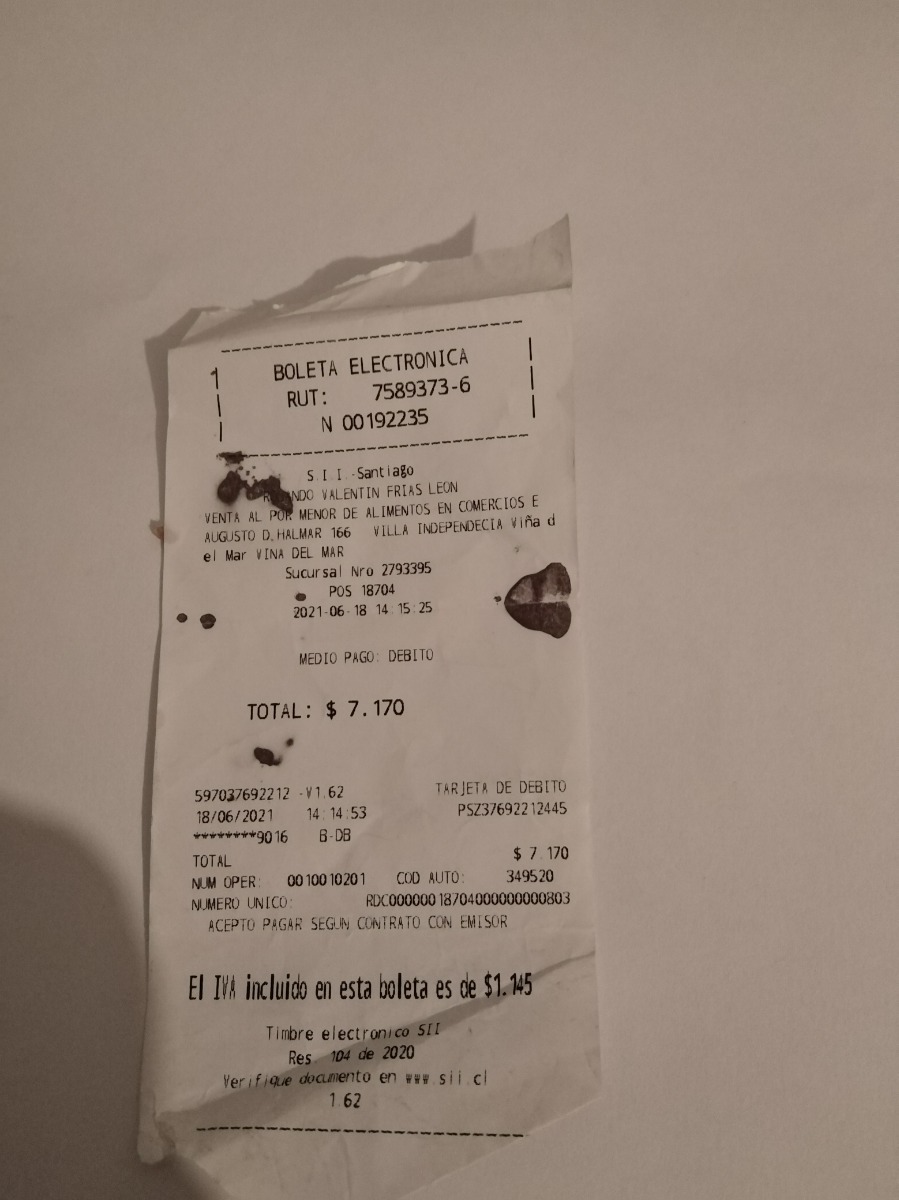 BOLETA ELECTRONICA
RUT: 7589373-6
N 00192235
S.I.I.-Santiago
VALENTIN FRIAS LEON
VENTA AL POR MENOR DE ALIMENTOS EN COMERCIOS E
AUGUSTO D.HALMAR 166 VILLA INDEPENDECIA Viña d
el Mar VINA DEL MAR
Sucursal Nro 2793395
POS 18704
2021-06-18 14:15:25
MEDIO PAGO: DEBITO
TOTAL: $ 7.170
597037692212 -V1.62 TARJETA DE DEBITO
18/06/2021 14:14:53 PSZ37692212445
********9016 B-DB
TOTAL $ 7.170
NUM OPER: 0010010201 COD AUTO: 349520
NUMERO UNICO: RDC00000018704000000000803
ACEPTO PAGAR SEGUN CONTRATO CON EMISOR
El IVA incluido en esta boleta es de $1.145
Timbre electronico SII
Res. 104 de 2020
Verifique documento en www.sii.cl
1.62